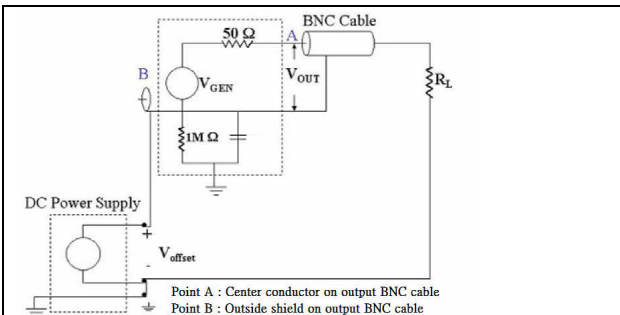 BNC Cable
50 Ω
A
B
VGEN
VOUT
RL
1M Ω
DC Power Supply
+
Voffset
-
Point A : Center conductor on output BNC cable
Point B : Outside shield on output BNC cable